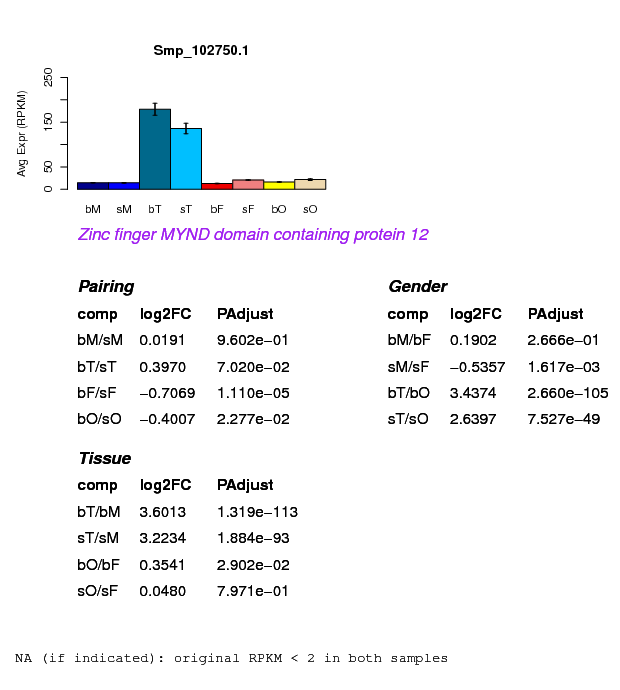 Smp_102750.1
Avg Expr (RPKM)
0 50 150 250
bM sM bT sT bF sF bO sO
Zinc finger MYND domain containing protein 12
Pairing
comp log2FC PAdjust
bM/sM 0.0191 9.602e−01
bT/sT 0.3970 7.020e−02
bF/sF −0.7069 1.110e−05
bO/sO −0.4007 2.277e−02
Gender
comp log2FC PAdjust
bM/bF 0.1902 2.666e−01
sM/sF −0.5357 1.617e−03
bT/bO 3.4374 2.660e−105
sT/sO 2.6397 7.527e−49
Tissue
comp log2FC PAdjust
bT/bM 3.6013 1.319e−113
sT/sM 3.2234 1.884e−93
bO/bF 0.3541 2.902e−02
sO/sF 0.0480 7.971e−01
NA (if indicated): original RPKM < 2 in both samples